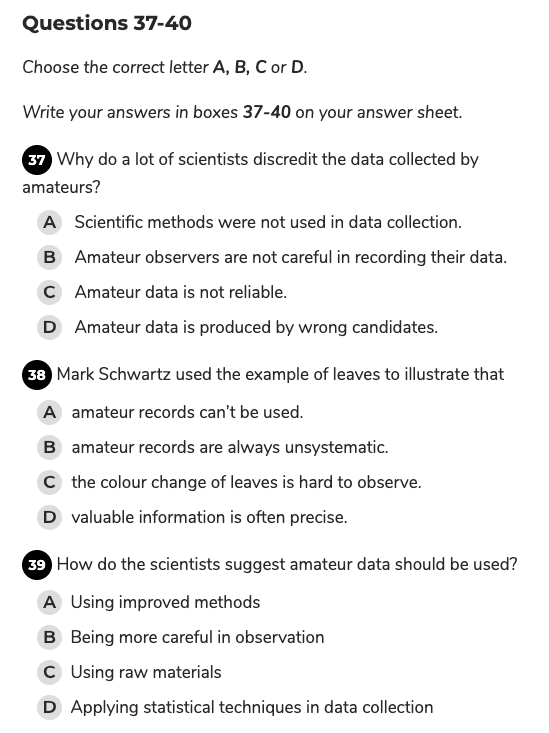 Questions 37-40
Choose the correct letter A, B, C or D.
Write your answers in boxes 37-40 on your answer sheet.
37 Why do a lot of scientists discredit the data collected by
amateurs?
A Scientific methods were not used in data collection.
B Amateur observers are not careful in recording their data.
C Amateur data is not reliable.
D Amateur data is produced by wrong candidates.
38 Mark Schwartz used the example of leaves to illustrate that
A amateur records can't be used.
B amateur records are always unsystematic.
C the colour change of leaves is hard to observe.
D valuable information is often precise.
39 How do the scientists suggest amateur data should be used?
A Using improved methods
B Being more careful in observation
C Using raw materials
D Applying statistical techniques in data collection